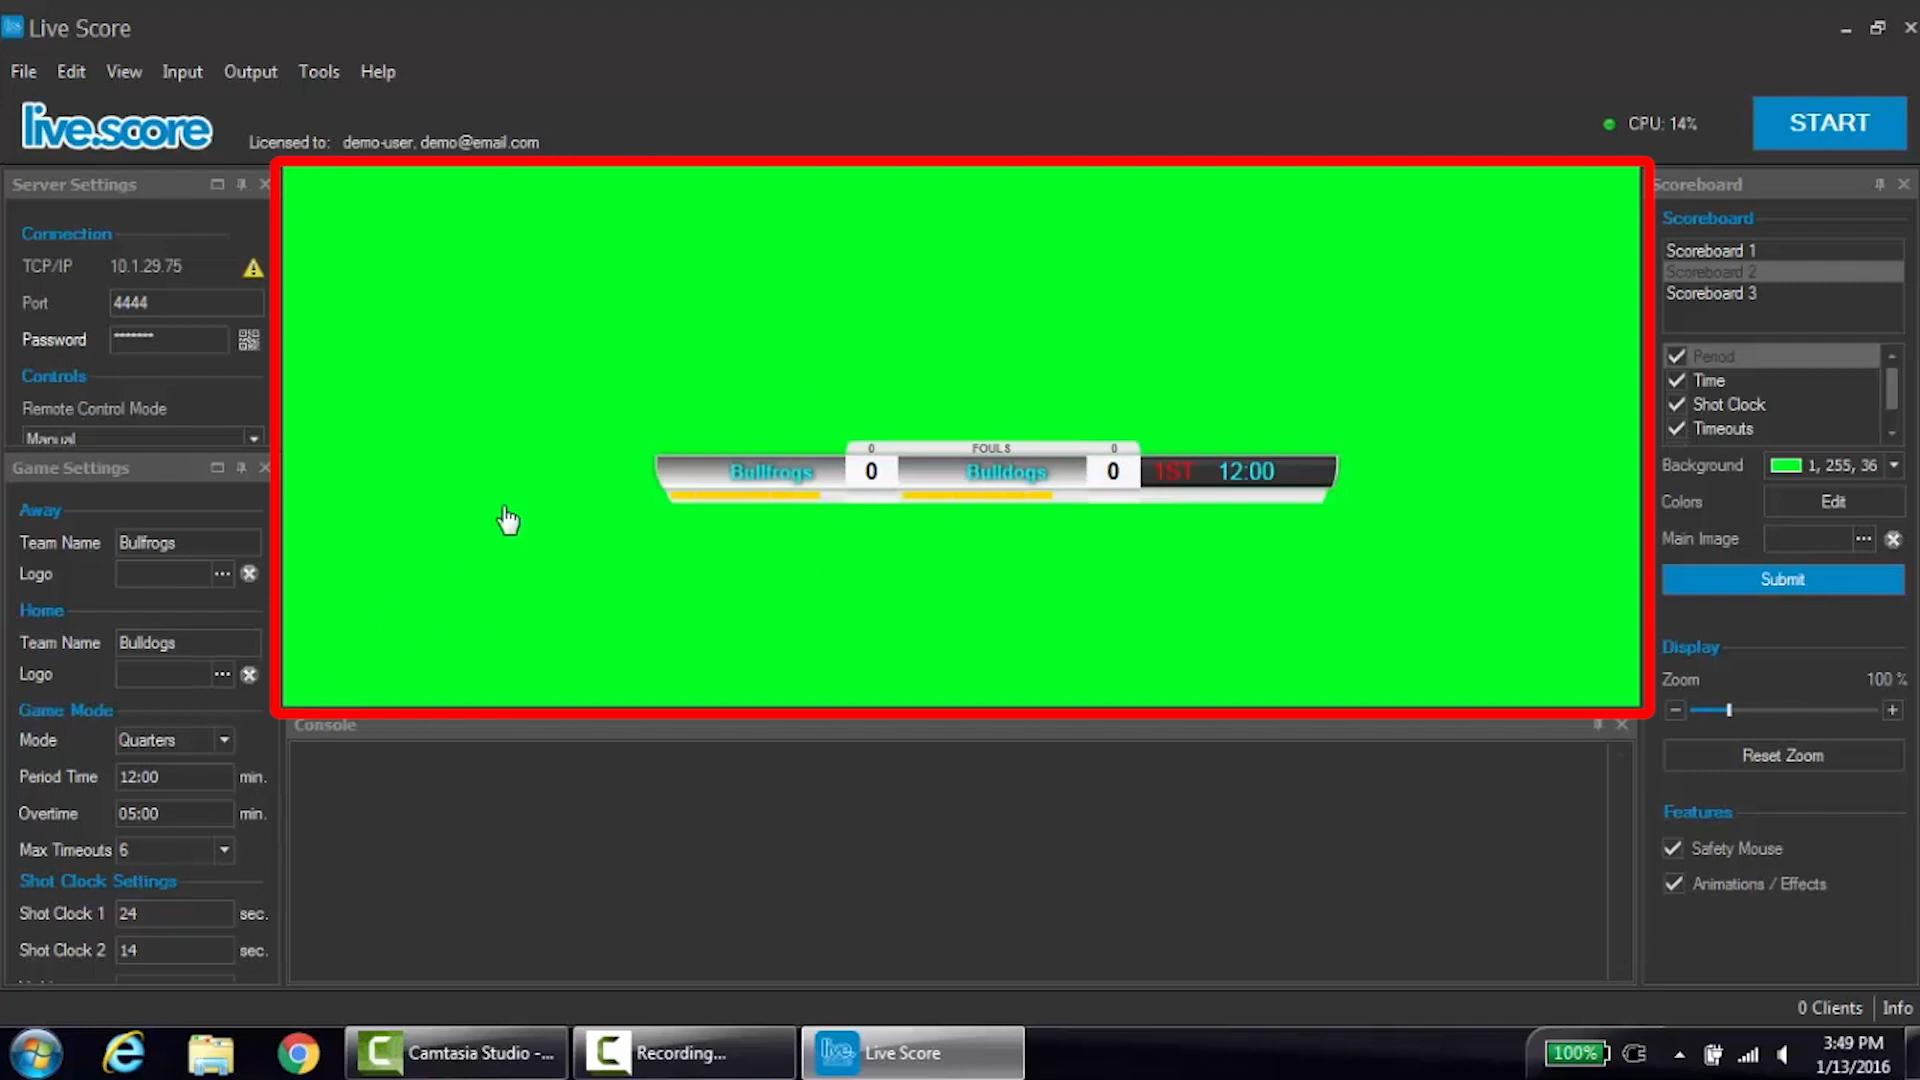 Live Score
File Edit View Input Output Tools Help
live.score
Licensed to: demo-user, demo@email.com
CPU: 14%
START
Server Settings
Connection
TCP/IP 10.1.29.75
Port 4444
Password *******
Controls
Remote Control Mode
Manual
Game Settings
Away
Team Name Bullfrogs
Logo ...
Home
Team Name Bulldogs
Logo ...
Game Mode
Mode Quarters
Period Time 12:00 min.
Overtime 05:00 min.
Max Timeouts 6
Shot Clock Settings
Shot Clock 1 24 sec.
Shot Clock 2 14 sec.
0 FOULS 0
Bullfrogs 0 Bulldogs 0 1ST 12:00
Console
Scoreboard
Scoreboard
Scoreboard 1
Scoreboard 2
Scoreboard 3
Period
Time
Shot Clock
Timeouts
Background 1, 255, 36
Colors Edit
Main Image ...
Submit
Display
Zoom 100 %
Reset Zoom
Features
Safety Mouse
Animations / Effects
0 Clients Info
Camtasia Studio -...
Recording...
Live Score
100%
3:49 PM
1/13/2016